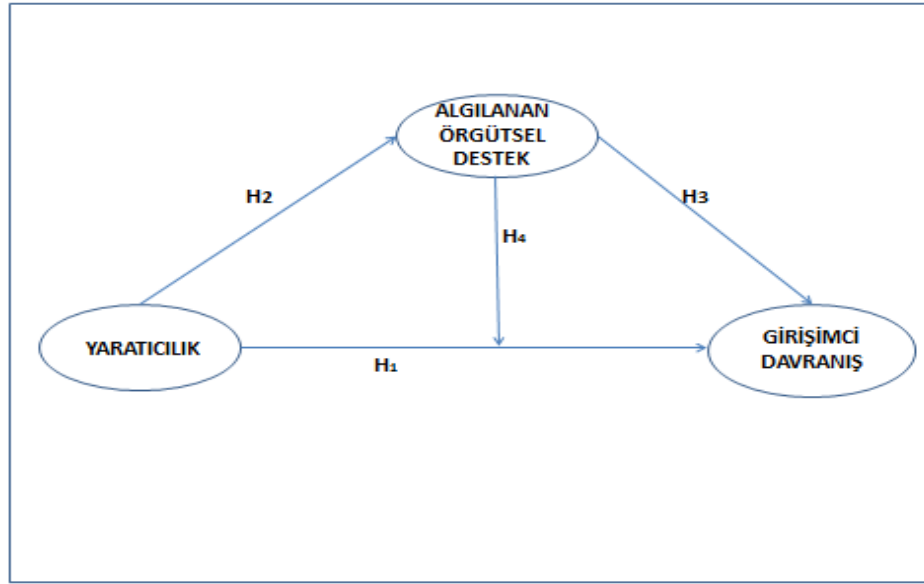 ALGILANAN
ÖRGÜTSEL
DESTEK
H2
H3
H4
YARATICILIK
H1
GİRİŞİMCİ
DAVRANIŞ